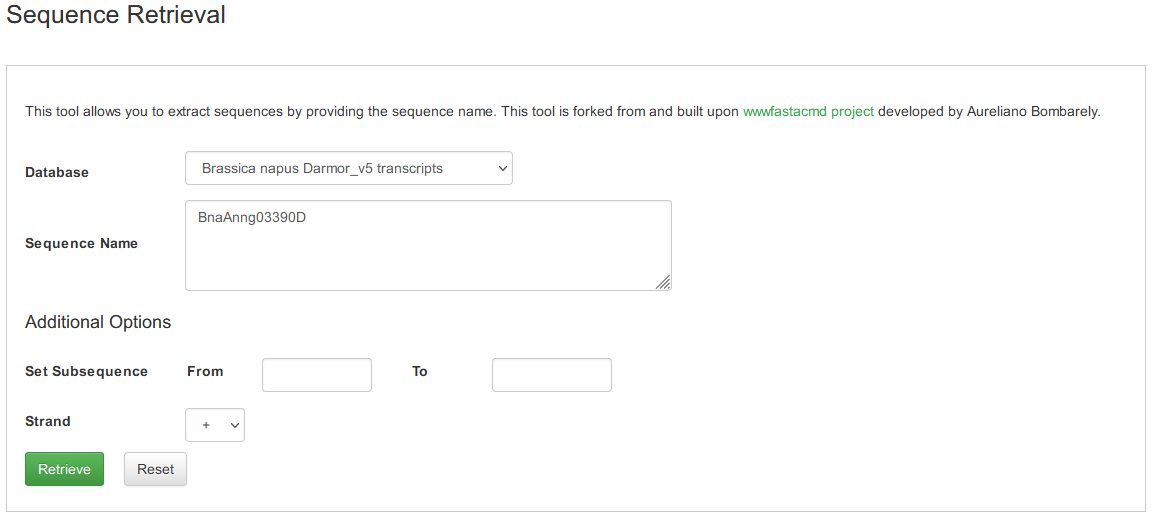 Sequence Retrieval
This tool allows you to extract sequences by providing the sequence name. This tool is forked from and built upon wwwfastacmd project developed by Aureliano Bombarely.
Database Brassica napus Darmor_v5 transcripts
Sequence Name BnaAnng03390D
Additional Options
Set Subsequence From To
Strand +
Retrieve Reset